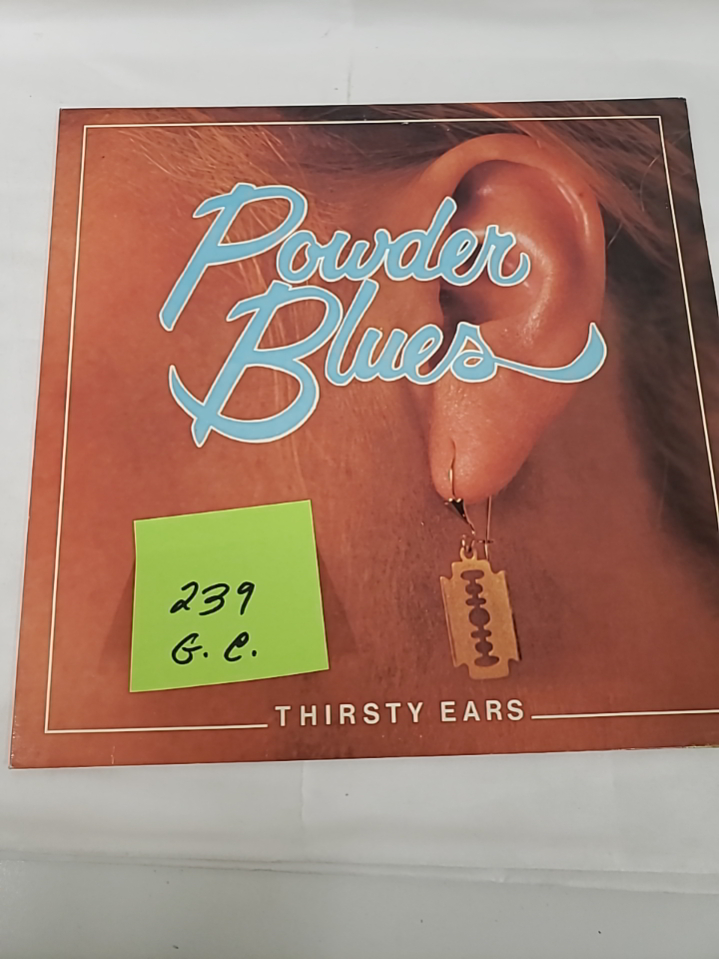 Powder
Blues
239
G. C.
THIRSTY EARS